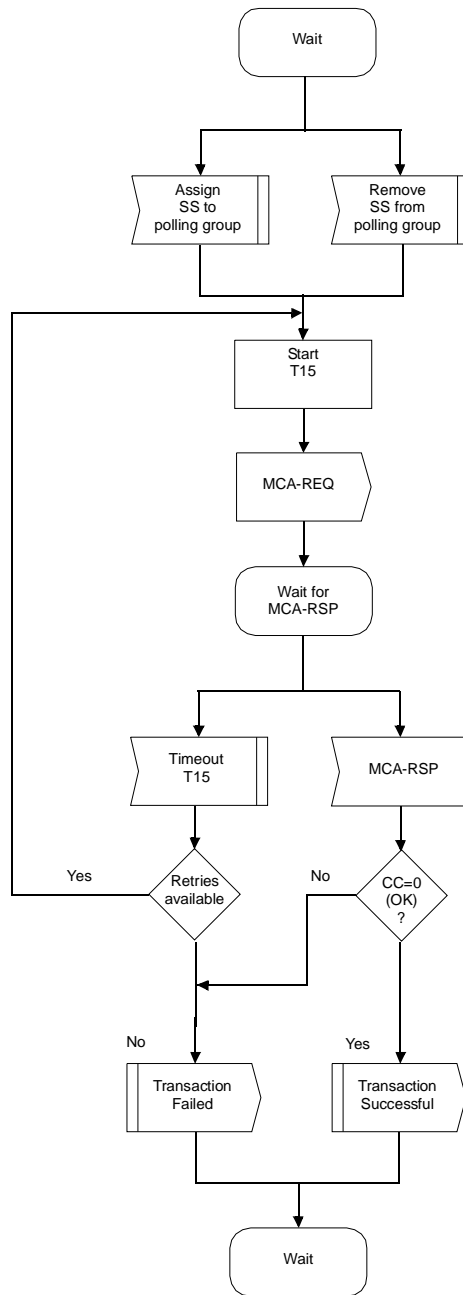 Wait
Assign
SS to
polling group
Remove
SS from
polling group
Start
T15
MCA-REQ
Wait for
MCA-RSP
Timeout
T15
MCA-RSP
Yes
Retries
available
No
CC=0
(OK)
?
No
Yes
Transaction
Failed
Transaction
Successful
Wait